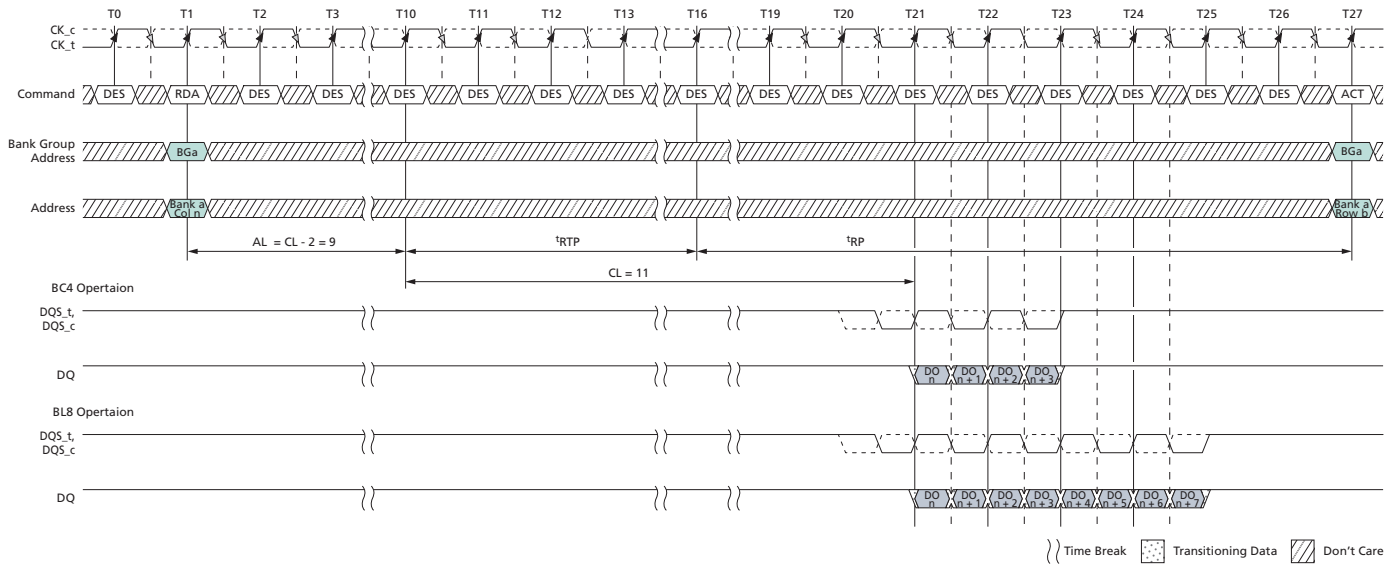 T0 T1 T2 T3 T10 T11 T12 T13 T16 T19 T20 T21 T22 T23 T24 T25 T26 T27
CK_c
CK_t
Command DES RDA DES DES DES DES DES DES DES DES DES DES DES DES DES DES DES ACT
Bank Group
Address BGa BGa
Address Bank a
Col n Bank a
Row b
AL = CL - 2 = 9 tRTP tRP
CL = 11
BC4 Opertaion
DQS_t,
DQS_c
DQ DO
n DO
n + 1 DO
n + 2 DO
n + 3
BL8 Opertaion
DQS_t,
DQS_c
DQ DO
n DO
n + 1 DO
n + 2 DO
n + 3 DO
n + 4 DO
n + 5 DO
n + 6 DO
n + 7
Time Break Transitioning Data Don't Care